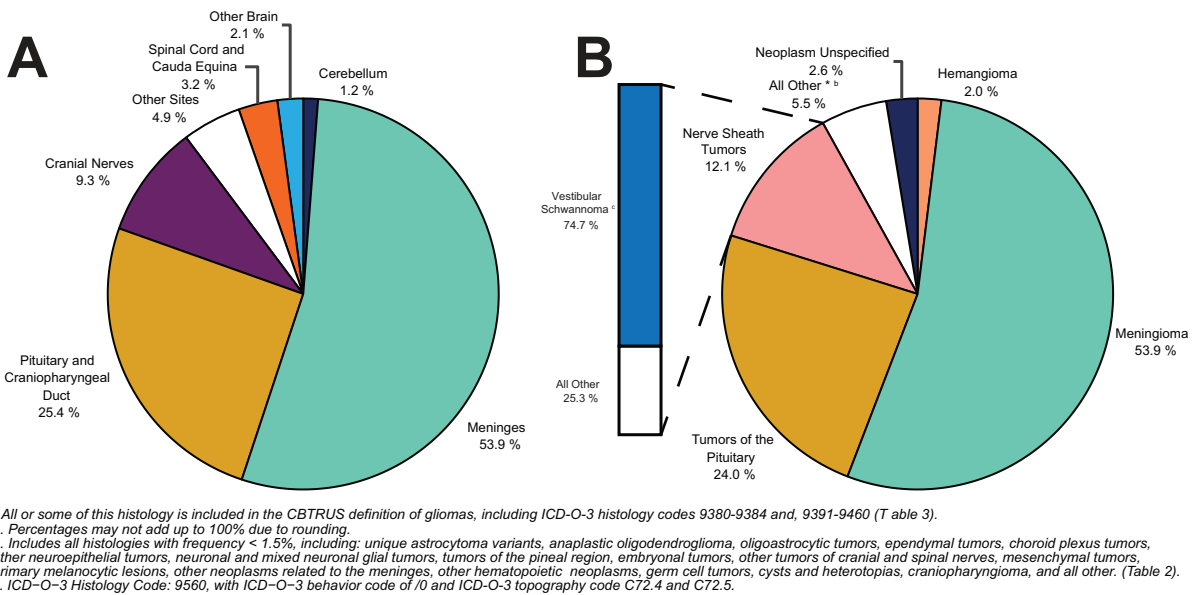 A
Other Brain
2.1 %
Spinal Cord and
Cauda Equina
3.2 %
Cerebellum
1.2 %
Other Sites
4.9 %
Cranial Nerves
9.3 %
Pituitary and
Craniopharyngeal
Duct
25.4 %
Meninges
53.9 %
B
Neoplasm Unspecified
2.6 %
All Other * b
5.5 %
Hemangioma
2.0 %
Nerve Sheath
Tumors
12.1 %
Vestibular
Schwannoma c
74.7 %
All Other
25.3 %
Meningioma
53.9 %
Tumors of the
Pituitary
24.0 %
All or some of this histology is included in the CBTRUS definition of gliomas, including ICD-O-3 histology codes 9380-9384 and, 9391-9460 (T able 3).
. Percentages may not add up to 100% due to rounding.
. Includes all histologies with frequency < 1.5%, including: unique astrocytoma variants, anaplastic oligodendroglioma, oligoastrocytic tumors, ependymal tumors, choroid plexus tumors,
ther neuroepithelial tumors, neuronal and mixed neuronal glial tumors, tumors of the pineal region, embryonal tumors, other tumors of cranial and spinal nerves, mesenchymal tumors,
rimary melanocytic lesions, other neoplasms related to the meninges, other hematopoietic neoplasms, germ cell tumors, cysts and heterotopias, craniopharyngioma, and all other. (Table 2).
. ICD−O−3 Histology Code: 9560, with ICD−O−3 behavior code of /0 and ICD-O-3 topography code C72.4 and C72.5.